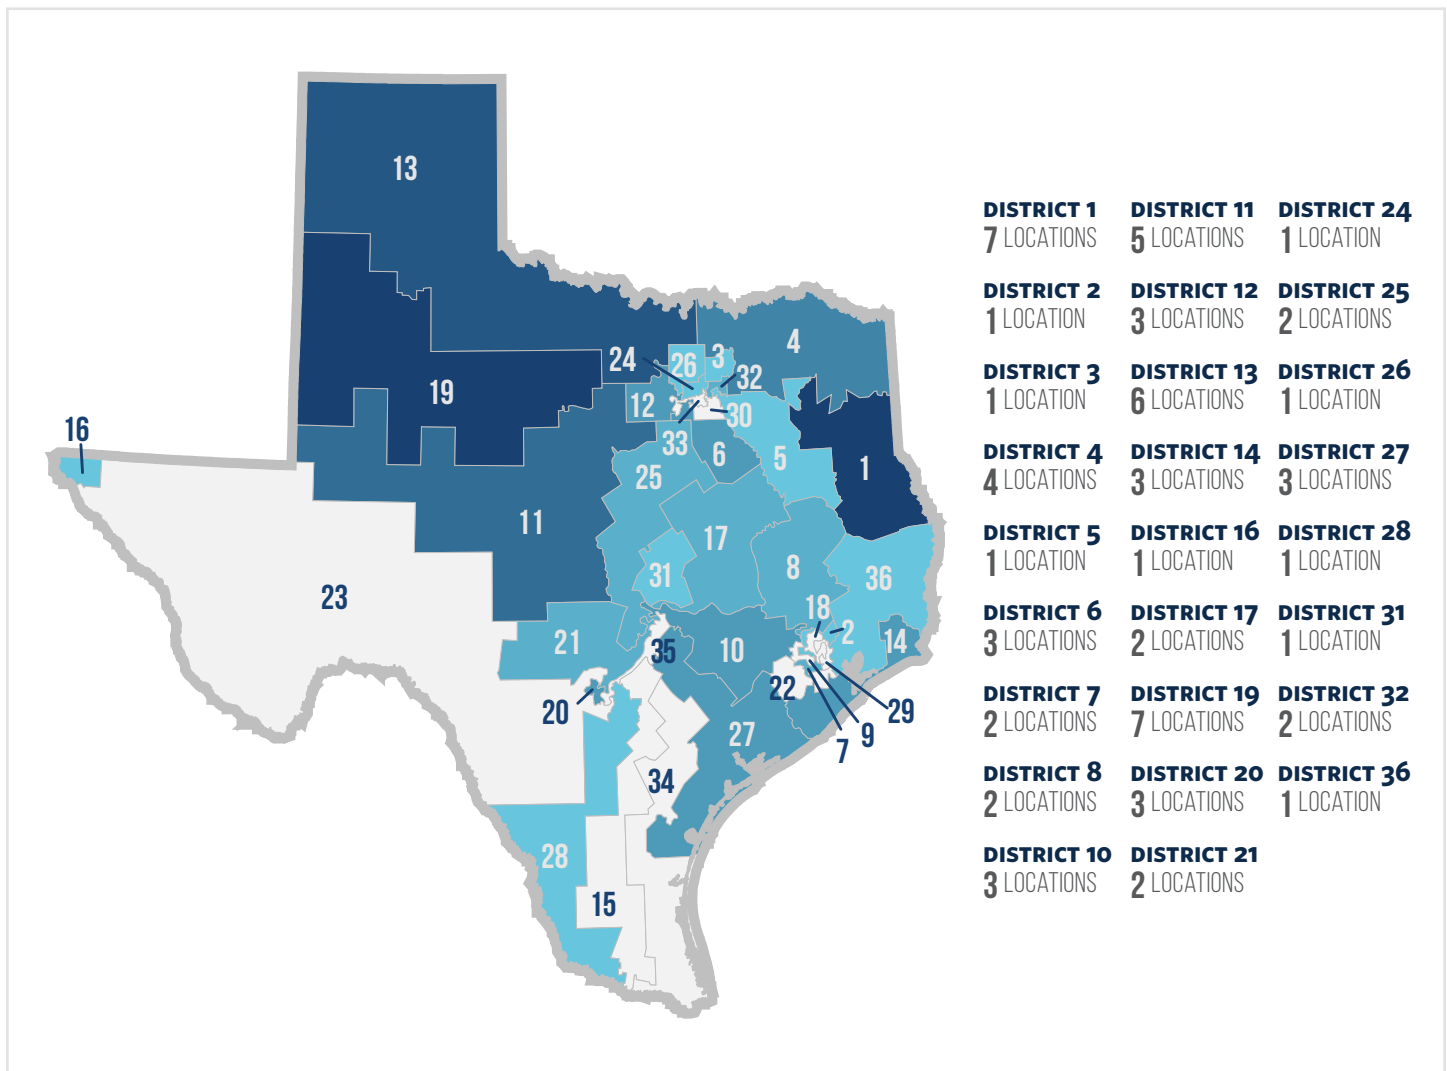 13
16
19
24
26
3
32
4
12
30
33
6
5
1
25
11
17
31
8
36
23
18
2
14
21
35
10
22
20
29
9
7
27
34
28
15
DISTRICT 1
7 LOCATIONS
DISTRICT 2
1 LOCATION
DISTRICT 3
1 LOCATION
DISTRICT 4
4 LOCATIONS
DISTRICT 5
1 LOCATION
DISTRICT 6
3 LOCATIONS
DISTRICT 7
2 LOCATIONS
DISTRICT 8
2 LOCATIONS
DISTRICT 10
3 LOCATIONS
DISTRICT 11
5 LOCATIONS
DISTRICT 12
3 LOCATIONS
DISTRICT 13
6 LOCATIONS
DISTRICT 14
3 LOCATIONS
DISTRICT 16
1 LOCATION
DISTRICT 17
2 LOCATIONS
DISTRICT 19
7 LOCATIONS
DISTRICT 20
3 LOCATIONS
DISTRICT 21
2 LOCATIONS
DISTRICT 24
1 LOCATION
DISTRICT 25
2 LOCATIONS
DISTRICT 26
1 LOCATION
DISTRICT 27
3 LOCATIONS
DISTRICT 28
1 LOCATION
DISTRICT 31
1 LOCATION
DISTRICT 32
2 LOCATIONS
DISTRICT 36
1 LOCATION